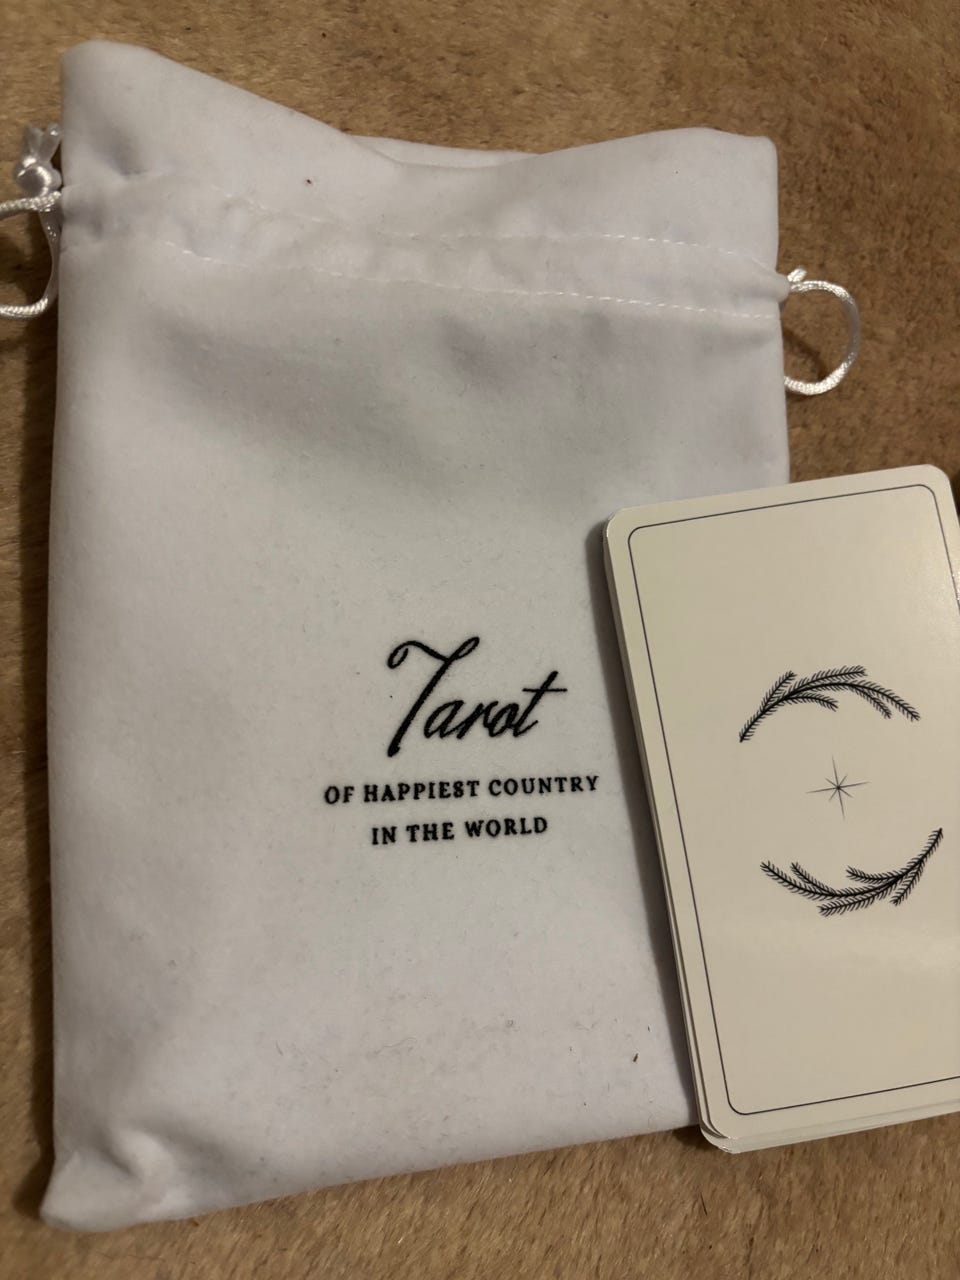 Tarot
OF HAPPIEST COUNTRY
IN THE WORLD